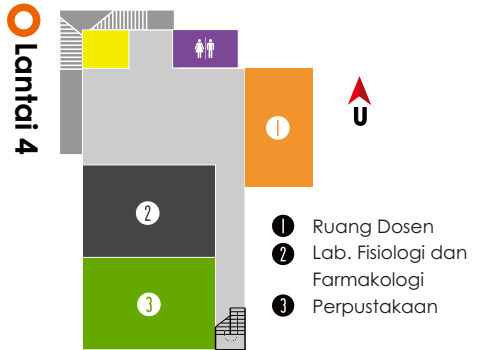 Lantai 4
1
2
3
U
1 Ruang Dosen
2 Lab. Fisiologi dan
Farmakologi
3 Perpustakaan